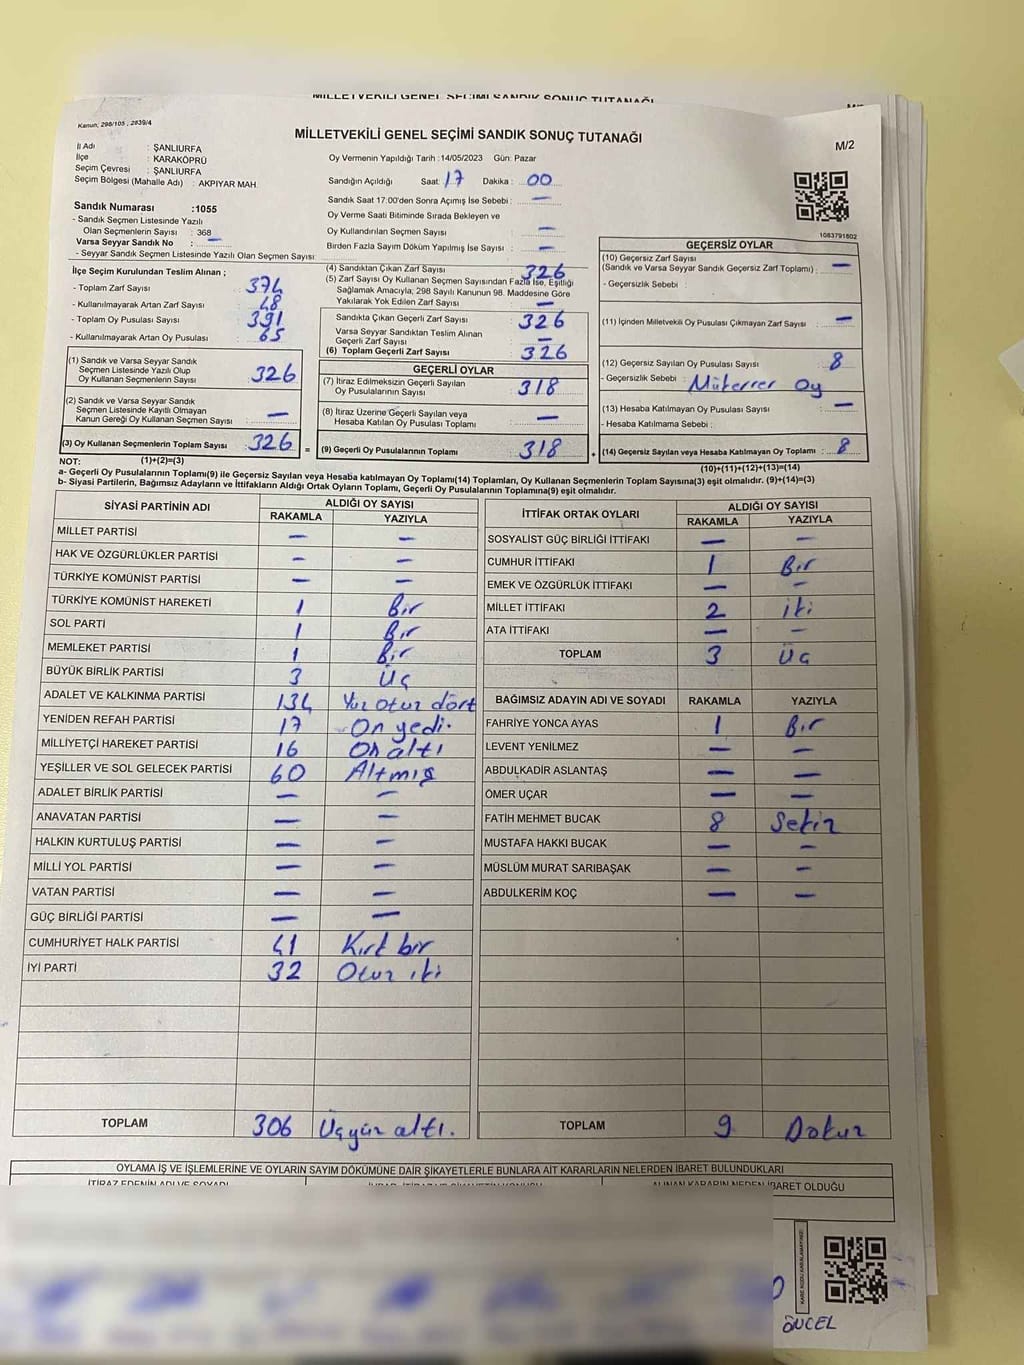 MİLLETVEKİLİ GENEL SEÇİMİ SANDIK SONUÇ TUTANAĞI
Kanun, 298/105 , 2839/4
MİLLETVEKİLİ GENEL SEÇİMİ SANDIK SONUÇ TUTANAĞI
M/2
İl Adı : ŞANLIURFA
İlçe : KARAKÖPRÜ
Seçim Çevresi : ŞANLIURFA
Seçim Bölgesi (Mahalle Adı) : AKPIYAR MAH.
Sandık Numarası :1055
- Sandık Seçmen Listesinde Yazılı
Olan Seçmenlerin Sayısı : 368
Varsa Seyyar Sandık No : —
- Seyyar Sandık Seçmen Listesinde Yazılı Olan Seçmen Sayısı:
Oy Vermenin Yapıldığı Tarih :14/05/2023 Gün: Pazar
Sandığın Açıldığı Saat: 17 Dakika : 00
Sandık Saat 17:00'den Sonra Açımış İse Sebebi : —
Oy Verme Saati Bitiminde Sırada Bekleyen ve
Oy Kullandırılan Seçmen Sayısı —
Birden Fazla Sayım Döküm Yapılmış İse Sayısı : —
1083791602
İlçe Seçim Kurulundan Teslim Alınan ;
- Toplam Zarf Sayısı : 374
- Kullanılmayarak Artan Zarf Sayısı : 48
- Toplam Oy Pusulası Sayısı : 391
- Kullanılmayarak Artan Oy Pusulası : 65
(1) Sandık ve Varsa Seyyar Sandık
Seçmen Listesinde Yazılı Olup
Oy Kullanan Seçmenlerin Sayısı 326
(2) Sandık ve Varsa Seyyar Sandık
Seçmen Listesinde Kayıtlı Olmayan
Kanun Gereği Oy Kullanan Seçmen Sayısı —
(3) Oy Kullanan Seçmenlerin Toplam Sayısı 326
(4) Sandıktan Çıkan Zarf Sayısı 326
(5) Zarf Sayısı Oy Kullanan Seçmen Sayısından Fazla İse, Eşitliği
Sağlamak Amacıyla; 298 Sayılı Kanunun 98. Maddesine Göre
Yakılarak Yok Edilen Zarf Sayısı —
Sandıkta Çıkan Geçerli Zarf Sayısı : 326
Varsa Seyyar Sandıktan Teslim Alınan
Geçerli Zarf Sayısı —
(6) Toplam Geçerli Zarf Sayısı : 326
GEÇERLİ OYLAR
(7) İtiraz Edilmeksizin Geçerli Sayılan
Oy Pusulalarının Sayısı 318
(8) İtiraz Üzerine Geçerli Sayılan veya
Hesaba Katılan Oy Pusulası Toplamı —
= (9) Geçerli Oy Pusulalarının Toplamı 318
GEÇERSİZ OYLAR
(10) Geçersiz Zarf Sayısı
(Sandık ve Varsa Seyyar Sandık Geçersiz Zarf Toplamı) : —
- Geçersizlik Sebebi :
(11) İçinden Milletvekili Oy Pusulası Çıkmayan Zarf Sayısı : —
(12) Geçersiz Sayılan Oy Pusulası Sayısı : 8
- Geçersizlik Sebebi : Mükerrer oy
(13) Hesaba Katılmayan Oy Pusulası Sayısı : —
- Hesaba Katılmama Sebebi :
+ (14) Geçersiz Sayılan veya Hesaba Katılmayan Oy Toplamı : 8
NOT: (1)+(2)=(3) (10)+(11)+(12)+(13)=(14)
a- Geçerli Oy Pusulalarının Toplamı(9) ile Geçersiz Sayılan veya Hesaba katılmayan Oy Toplamı(14) Toplamları, Oy Kullanan Seçmenlerin Toplam Sayısına(3) eşit olmalıdır. (9)+(14)=(3)
b- Siyasi Partilerin, Bağımsız Adayların ve İttifakların Aldığı Ortak Oyların Toplamı, Geçerli Oy Pusulalarının Toplamına(9) eşit olmalıdır.
SİYASİ PARTİNİN ADI ALDIĞI OY SAYISI
RAKAMLA YAZIYLA
MİLLET PARTİSİ — —
HAK VE ÖZGÜRLÜKLER PARTİSİ — —
TÜRKİYE KOMÜNİST PARTİSİ — —
TÜRKİYE KOMÜNİST HAREKETİ 1 Bir
SOL PARTİ 1 Bir
MEMLEKET PARTİSİ 1 Bir
BÜYÜK BİRLİK PARTİSİ 3 Üç
ADALET VE KALKINMA PARTİSİ 134 Yüz otuz dört
YENİDEN REFAH PARTİSİ 17 On yedi.
MİLLİYETÇİ HAREKET PARTİSİ 16 On altı
YEŞİLLER VE SOL GELECEK PARTİSİ 60 Altmış
ADALET BİRLİK PARTİSİ — —
ANAVATAN PARTİSİ — —
HALKIN KURTULUŞ PARTİSİ — —
MİLLİ YOL PARTİSİ — —
VATAN PARTİSİ — —
GÜÇ BİRLİĞİ PARTİSİ — —
CUMHURİYET HALK PARTİSİ 41 Kırk bir
İYİ PARTİ 32 Otuz iki
TOPLAM 306 Üçyüz altı.
İTTİFAK ORTAK OYLARI ALDIĞI OY SAYISI
RAKAMLA YAZIYLA
SOSYALİST GÜÇ BİRLİĞİ İTTİFAKI — —
CUMHUR İTTİFAKI 1 Bir
EMEK VE ÖZGÜRLÜK İTTİFAKI — —
MİLLET İTTİFAKI 2 iki
ATA İTTİFAKI — —
TOPLAM 3 Üç
BAĞIMSIZ ADAYIN ADI VE SOYADI RAKAMLA YAZIYLA
FAHRİYE YONCA AYAS 1 Bir
LEVENT YENİLMEZ — —
ABDULKADİR ASLANTAŞ — —
ÖMER UÇAR — —
FATİH MEHMET BUCAK 8 Sekiz
MUSTAFA HAKKI BUCAK — —
MÜSLÜM MURAT SARIBAŞAK — —
ABDULKERİM KOÇ — —
TOPLAM 9 Dokuz
OYLAMA İŞ VE İŞLEMLERİNE VE OYLARIN SAYIM DÖKÜMÜNE DAİR ŞİKAYETLERLE BUNLARA AİT KARARLARIN NELERDEN İBARET BULUNDUKLARI
İTİRAZ EDENİN ADI VE SOYADI ALINAN KARARIN NEDEN İBARET OLDUĞU
KARE KODU KARALAMAYINIZ!
ÖNCEL